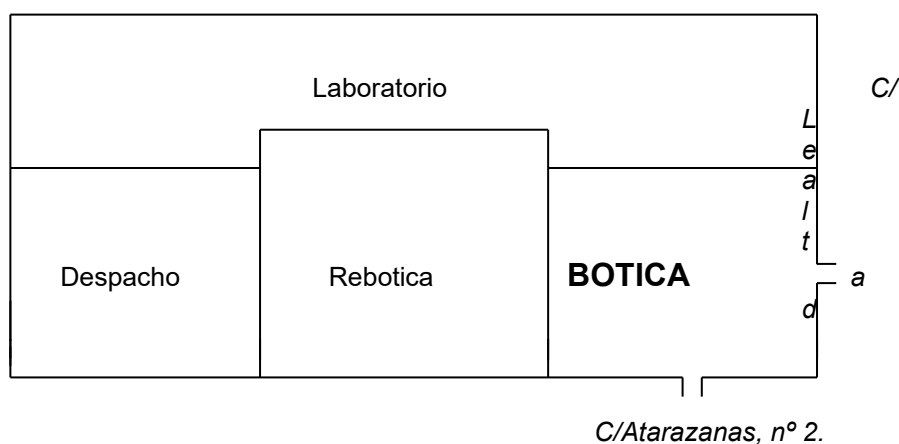 Laboratorio
C/
L
e
a
l
t
a
d
Despacho
Rebotica
BOTICA
C/Atarazanas, nº 2.